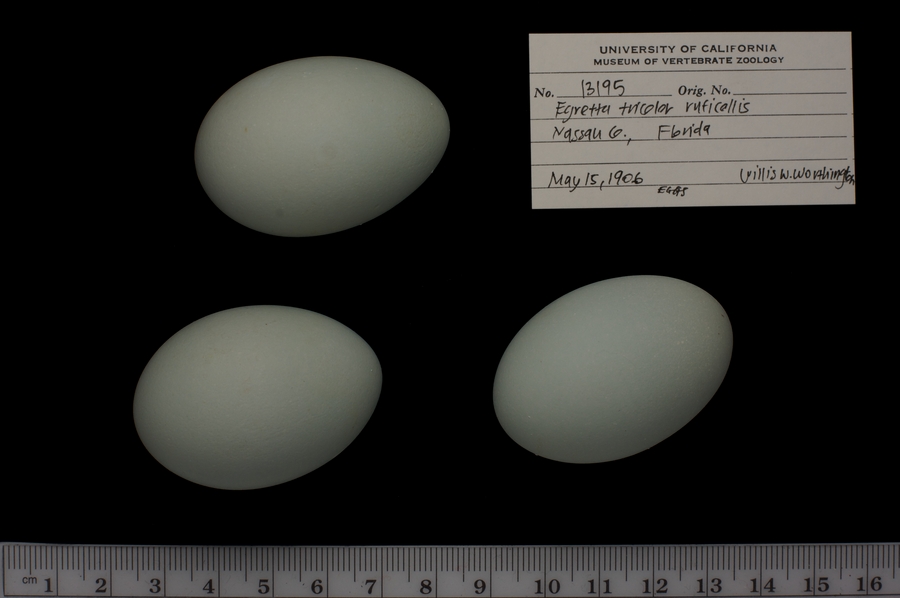 UNIVERSITY OF CALIFORNIA
MUSEUM OF VERTEBRATE ZOOLOGY
No. 13195 Orig. No.
Egretta tricolor ruficollis
Nassau Co., Florida
May 15, 1906 Willis W. Worthington
EGGS
cm 1 2 3 4 5 6 7 8 9 10 11 12 13 14 15 16